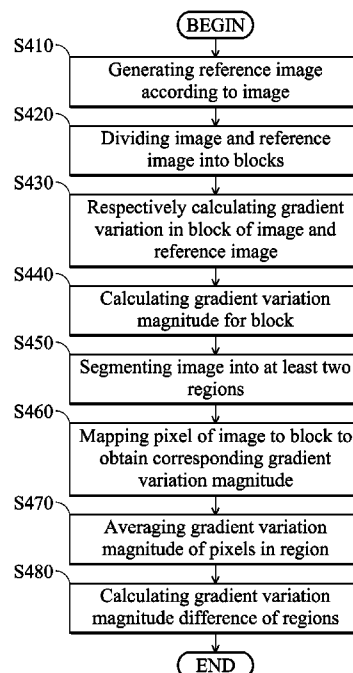 BEGIN
S410
Generating reference image
according to image
S420
Dividing image and reference
image into blocks
S430
Respectively calculating gradient
variation in block of image and
reference image
S440
Calculating gradient variation
magnitude for block
S450
Segmenting image into at least two
regions
S460
Mapping pixel of image to block to
obtain corresponding gradient
variation magnitude
S470
Averaging gradient variation
magnitude of pixels in region
S480
Calculating gradient variation
magnitude difference of regions
END